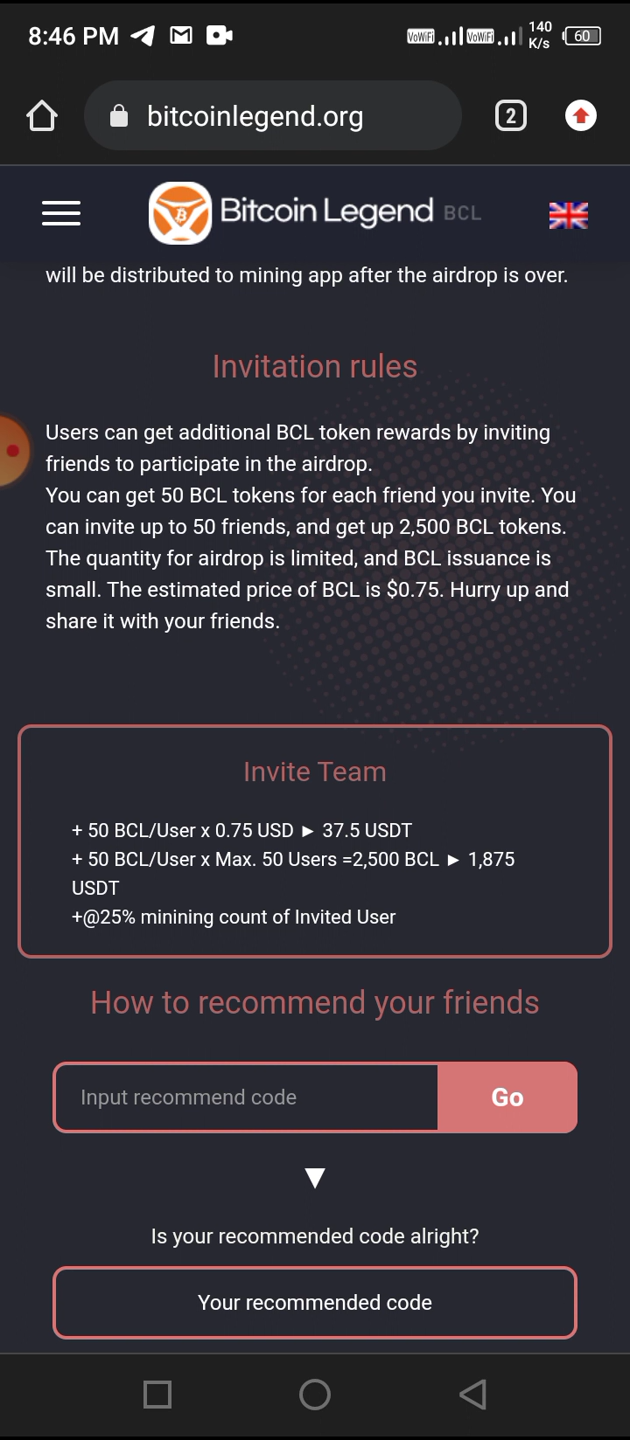 8:46 PM VoWiFi VoWiFi 140 K/s 60
bitcoinlegend.org 2
Bitcoin Legend BCL
will be distributed to mining app after the airdrop is over.
Invitation rules
Users can get additional BCL token rewards by inviting
friends to participate in the airdrop.
You can get 50 BCL tokens for each friend you invite. You
can invite up to 50 friends, and get up 2,500 BCL tokens.
The quantity for airdrop is limited, and BCL issuance is
small. The estimated price of BCL is $0.75. Hurry up and
share it with your friends.
Invite Team
+ 50 BCL/User x 0.75 USD ► 37.5 USDT
+ 50 BCL/User x Max. 50 Users =2,500 BCL ► 1,875
USDT
+@25% minining count of Invited User
How to recommend your friends
Input recommend code Go
▼
Is your recommended code alright?
Your recommended code